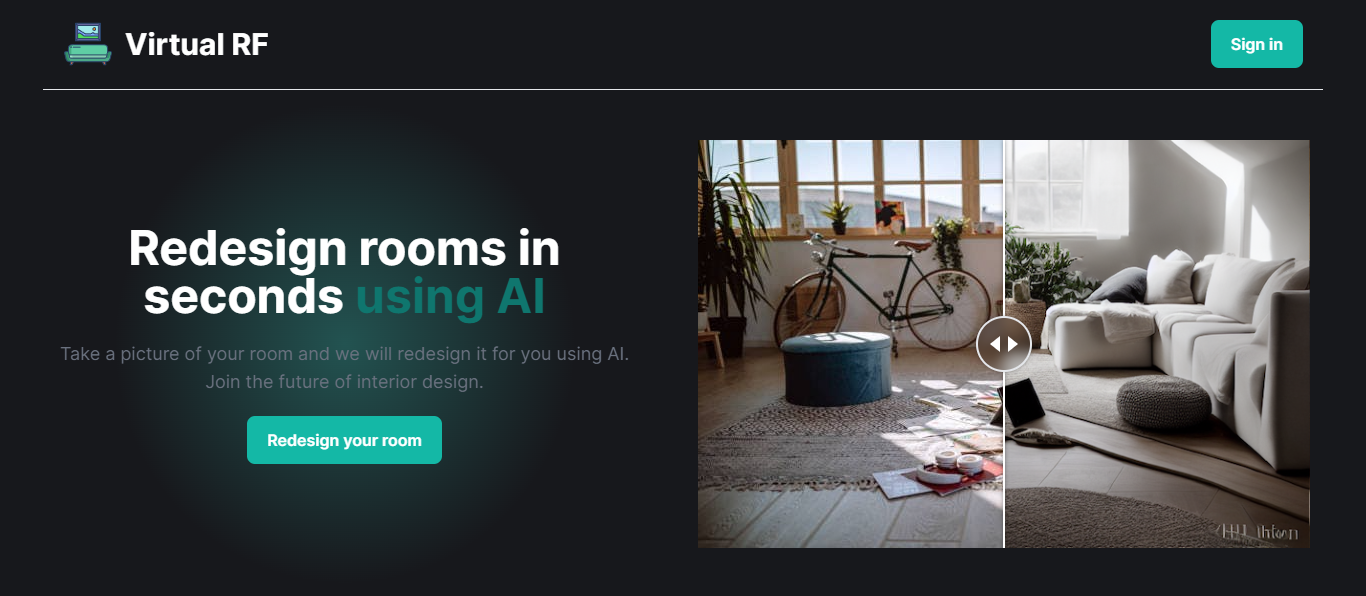 Virtual RF
Sign in
Redesign rooms in
seconds using AI
Take a picture of your room and we will redesign it for you using AI.
Join the future of interior design.
Redesign your room